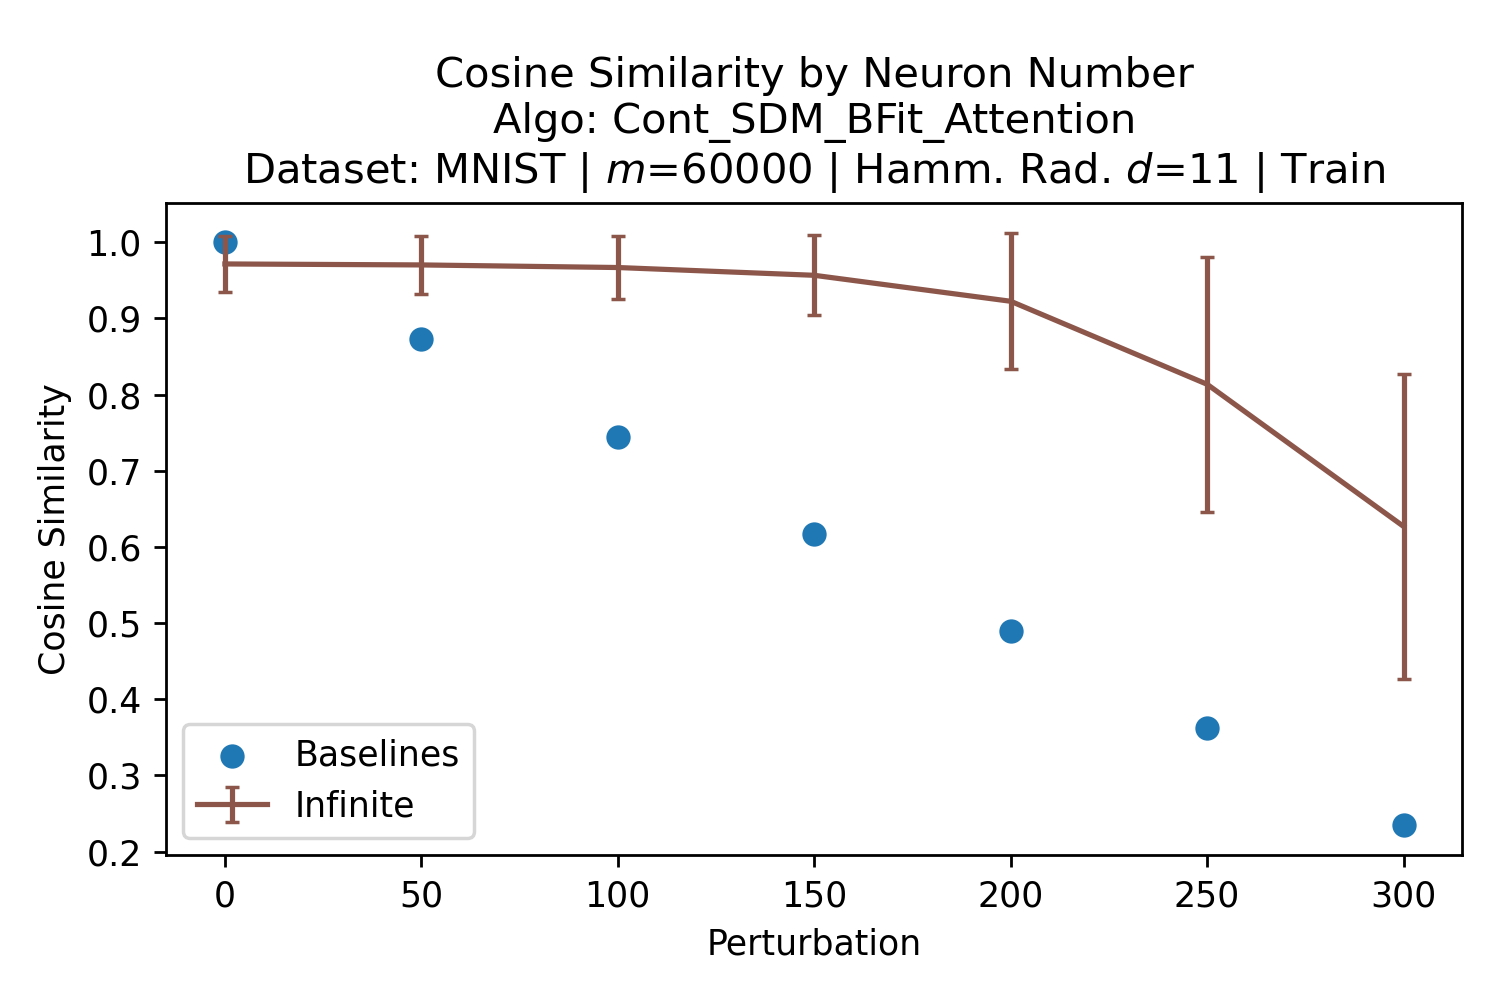 Cosine Similarity by Neuron Number
Algo: Cont_SDM_BFit_Attention
Dataset: MNIST | m=60000 | Hamm. Rad. d=11 | Train
1.0
0.9
0.8
0.7
0.6
0.5
0.4
0.3
0.2
Cosine Similarity
Baselines
Infinite
0 50 100 150 200 250 300
Perturbation